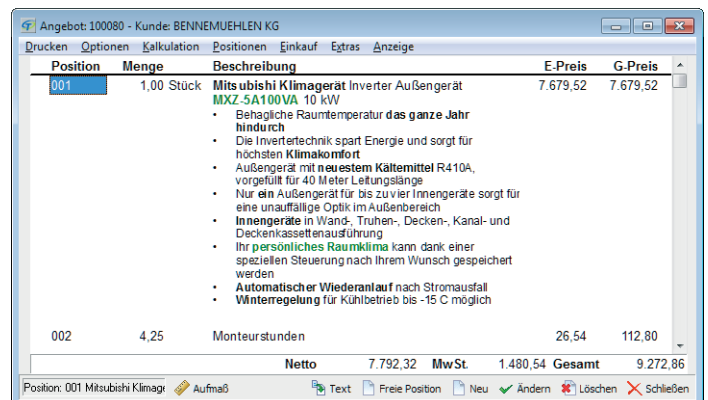 Angebot: 100080 - Kunde: BENNEMUEHLEN KG
Drucken Optionen Kalkulation Positionen Einkauf Extras Anzeige
Position Menge Beschreibung E-Preis G-Preis
001 1,00 Stück Mitsubishi Klimagerät Inverter Außengerät 7.679,52 7.679,52
MXZ-5A100VA 10 kW
• Behagliche Raumtemperatur das ganze Jahr
hindurch
• Die Invertertechnik spart Energie und sorgt für
höchsten Klimakomfort
• Außengerät mit neuestem Kältemittel R410A,
vorgefüllt für 40 Meter Leitungslänge
• Nur ein Außengerät für bis zu vier Innengeräte sorgt für
eine unauffällige Optik im Außenbereich
• Innengeräte in Wand-, Truhen-, Decken-, Kanal- und
Deckenkassettenausführung
• Ihr persönliches Raumklima kann dank einer
speziellen Steuerung nach Ihrem Wunsch gespeichert
werden
• Automatischer Wiederanlauf nach Stromausfall
• Winterregelung für Kühlbetrieb bis -15 C möglich
002 4,25 Monteurstunden 26,54 112,80
Netto 7.792,32 MwSt. 1.480,54 Gesamt 9.272,86
Position: 001 Mitsubishi Klimage Aufmaß Text Freie Position Neu Ändern Löschen Schließen